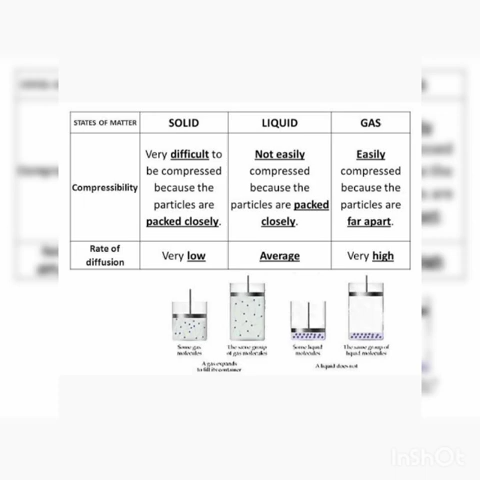 STATES OF MATTER SOLID LIQUID GAS
Compressibility
Very difficult to
be compressed
because the
particles are
packed closely.
Not easily
compressed
because the
particles are packed
closely.
Easily
compressed
because the
particles are
far apart.
Rate of
diffusion
Very low
Average
Very high
Some gas
molecules
The same group
of gas molecules
A gas expands
to fill its container
Some liquid
molecules
The same group of
liquid molecules
A liquid does not
InShOt